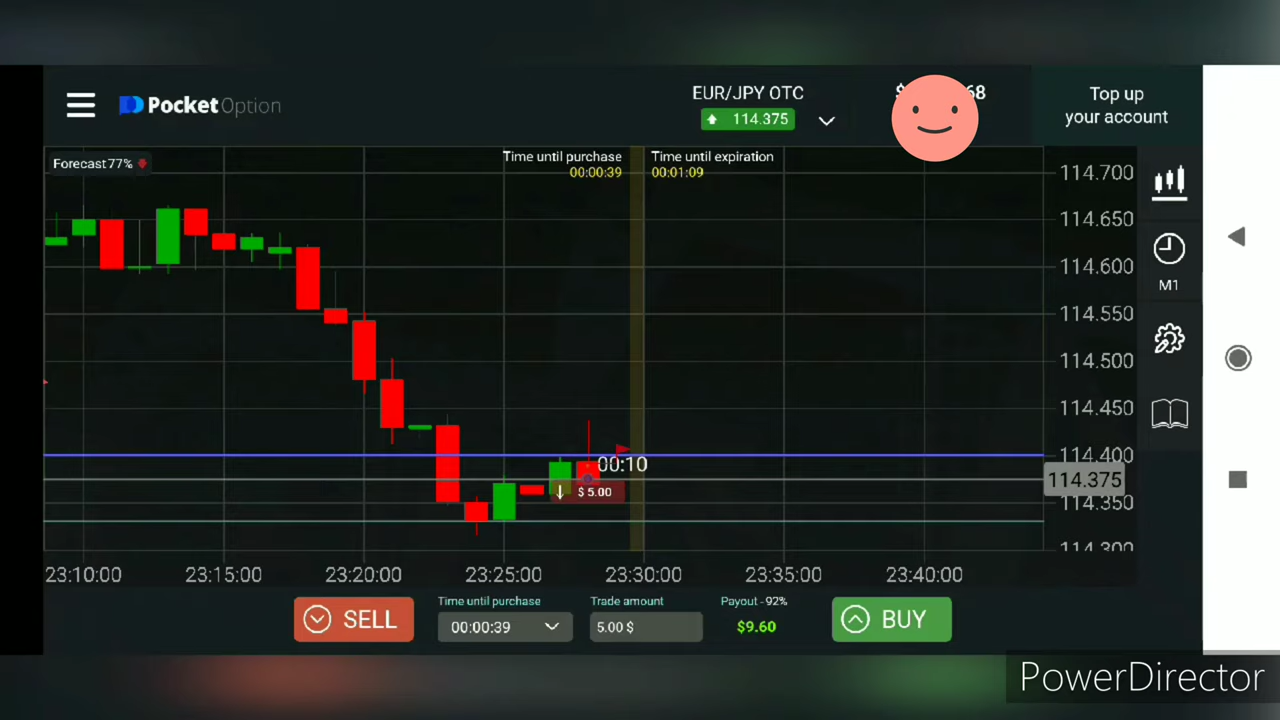 PocketOption
EUR/JPY OTC
114.375
68
Top up
your account
Forecast77%
Time until purchase
00:00:39
Time until expiration
00:01:09
114.700
114.650
114.600
M1
114.550
114.500
114.450
114.400
00:10
114.375
$ 5.00
114.350
114.300
23:10:00
23:15:00
23:20:00
23:25:00
23:30:00
23:35:00
23:40:00
SELL
Time until purchase
00:00:39
Trade amount
5.00 $
Payout - 92%
$9.60
BUY
PowerDirector